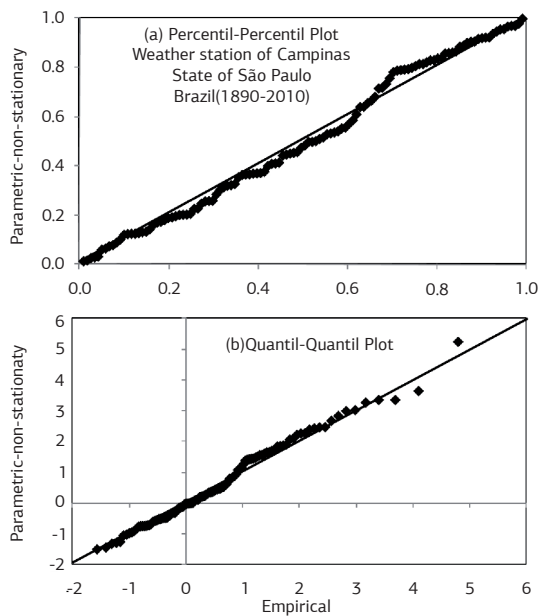 (a) Percentil-Percentil Plot
Weather station of Campinas
State of São Paulo
Brazil(1890-2010)
Parametric-non-stationary
1.0
0.8
0.6
0.4
0.2
0.0
0.0 0.2 0.4 0.6 0.8 1.0
(b)Quantil-Quantil Plot
Parametric-non-stationaty
6
5
4
3
2
1
0
-1
-2
-2 -1 0 1 2 3 4 5 6
Empirical